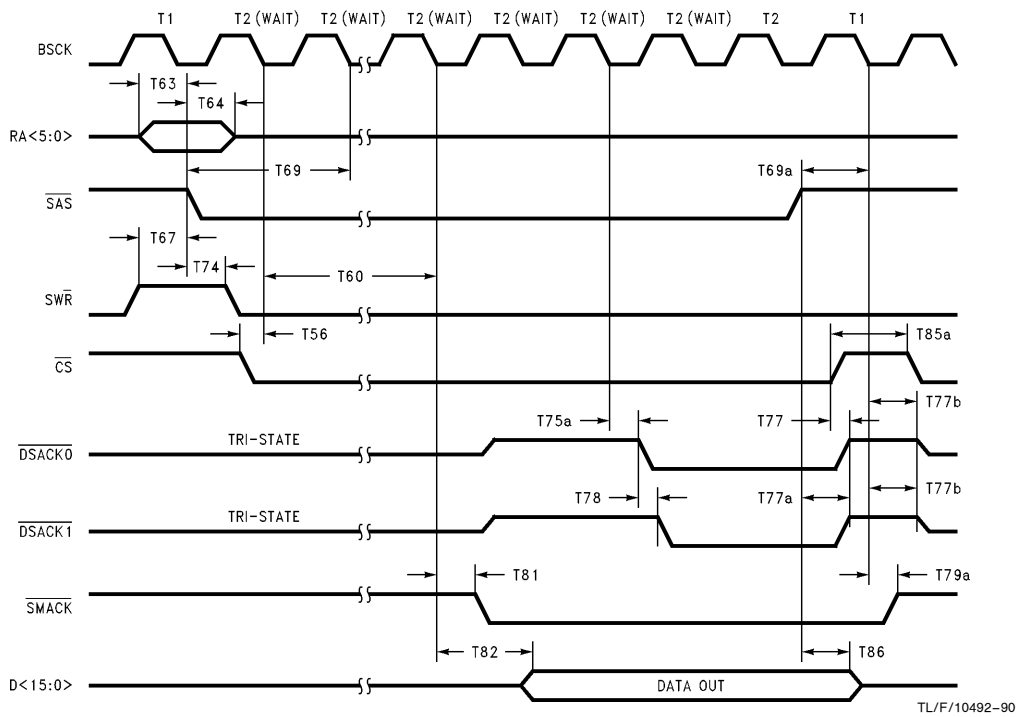 T1 T2 (WAIT) T2 (WAIT) T2 (WAIT) T2 (WAIT) T2 (WAIT) T2 (WAIT) T2 T1
BSCK
T63
T64
RA<5:0>
T69 T69a
SAS
T67
T74 T60
SWR
T56 T85a
CS
T77b
T75a T77
TRI-STATE
DSACK0
T77b
T78 T77a
TRI-STATE
DSACK1
T81 T79a
SMACK
T82 T86
D<15:0> DATA OUT
TL/F/10492-90